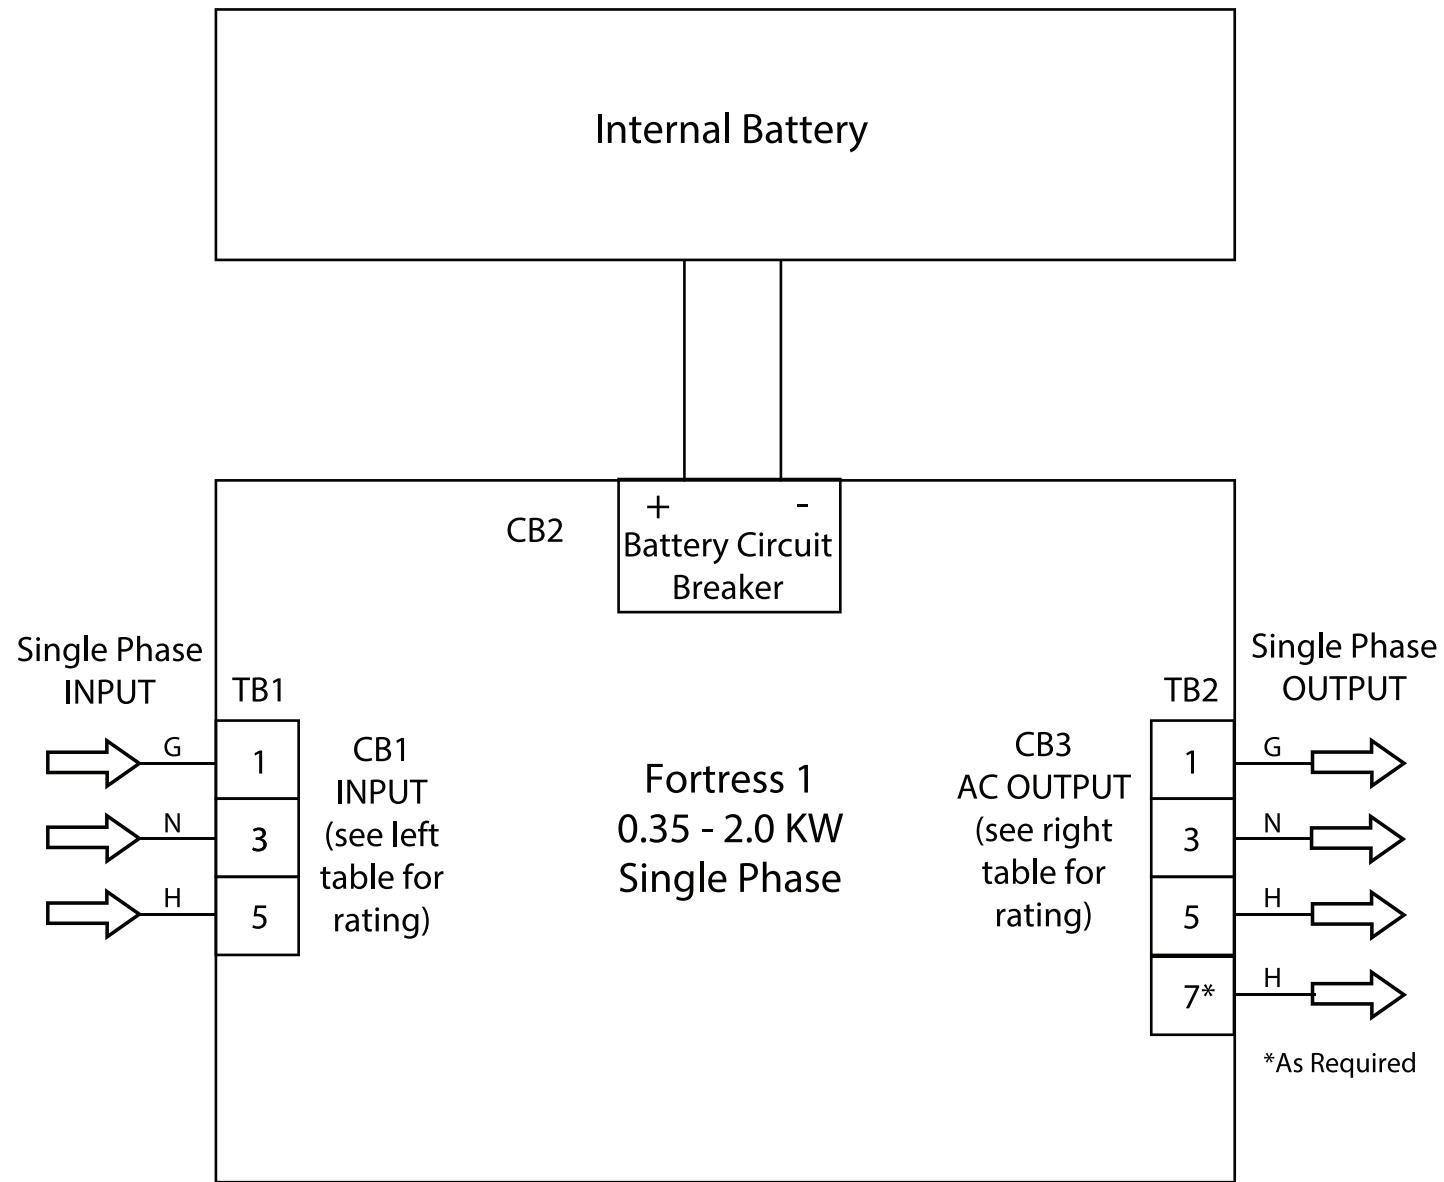 Internal Battery
CB2
+ -
Battery Circuit
Breaker
Single Phase
INPUT
TB1
G
1
N
3
H
5
CB1
INPUT
(see left
table for
rating)
Fortress 1
0.35 - 2.0 KW
Single Phase
CB3
AC OUTPUT
(see right
table for
rating)
TB2
1
G
3
N
5
H
7*
H
Single Phase
OUTPUT
*As Required